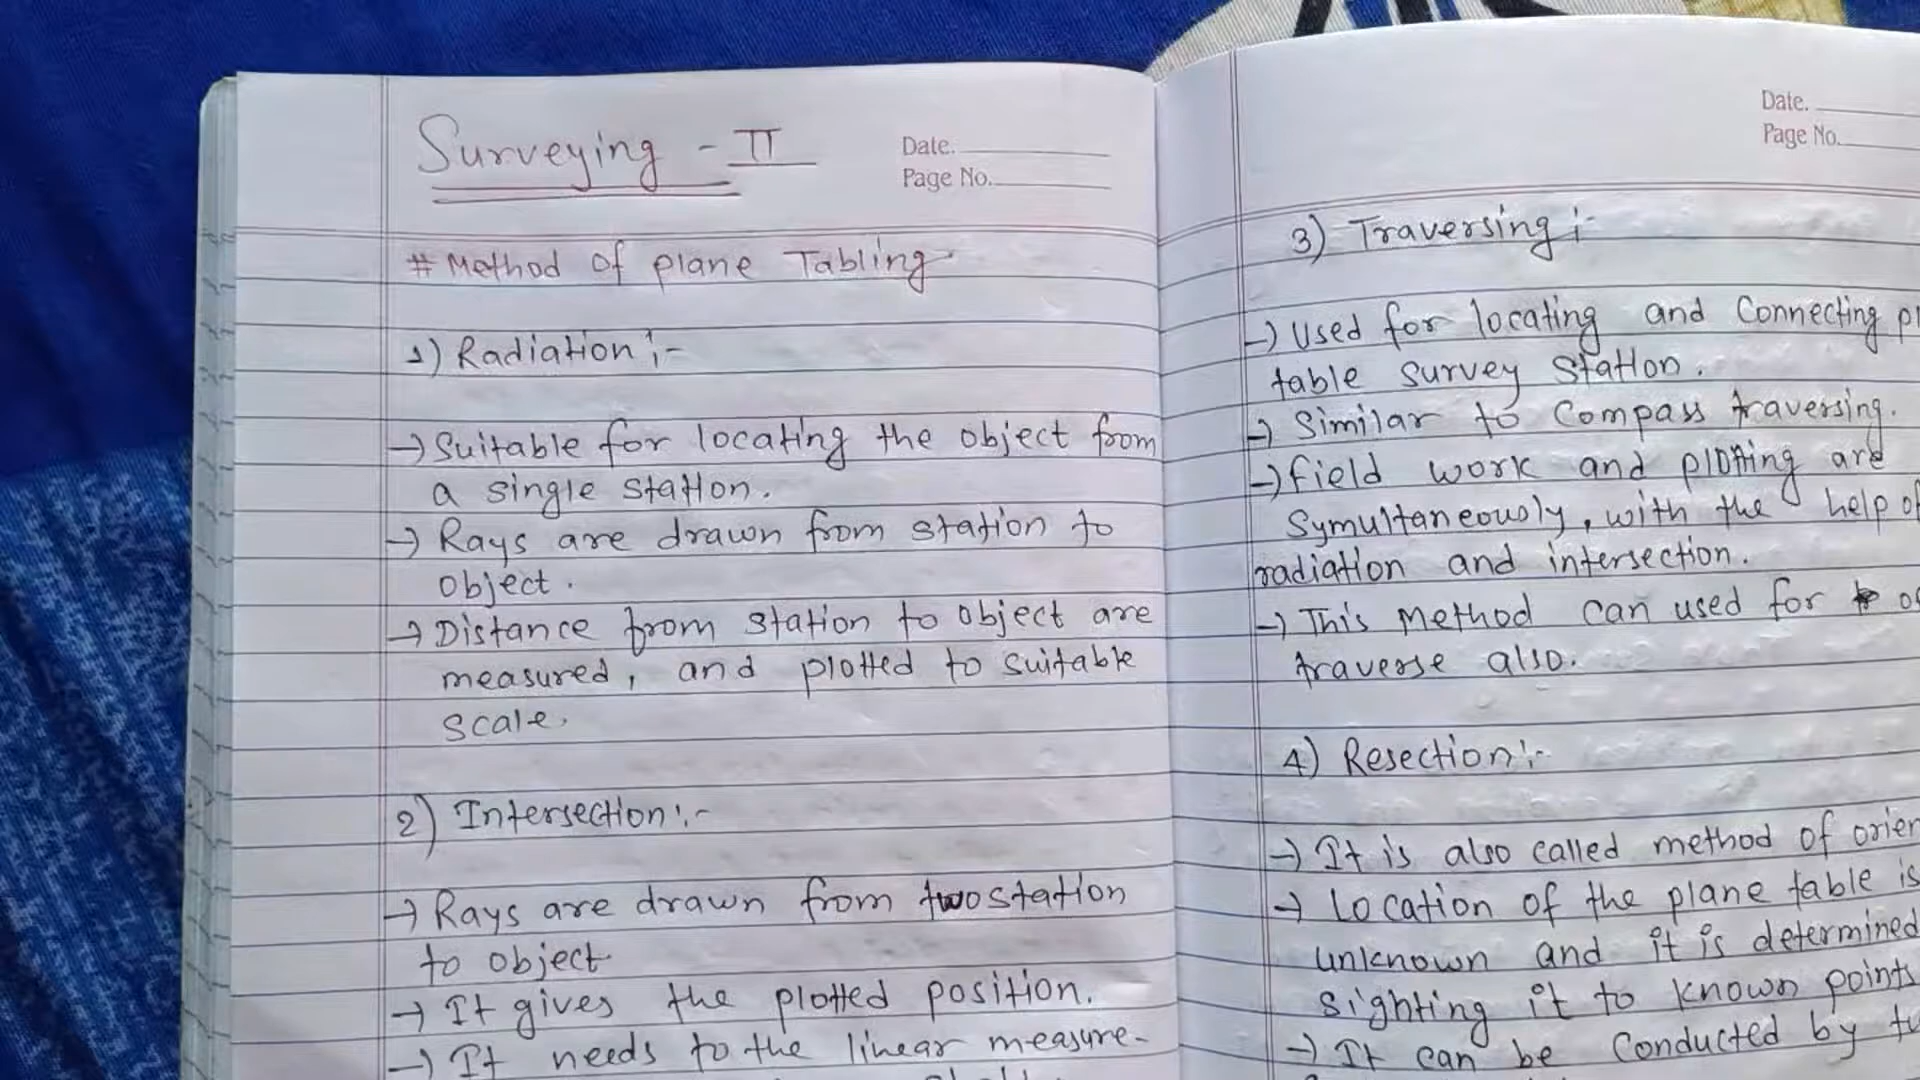 Surveying - II
Date.
Page No.
# Method of plane Tabling
1) Radiation :-
→ Suitable for locating the object from
a single station.
→ Rays are drawn from station to
object.
→ Distance from station to object are
measured, and plotted to suitable
scale.
2) Intersection :-
→ Rays are drawn from two station
to object
→ It gives the plotted position.
→ It needs to the linear measure-
Date.
Page No.
3) Traversing :-
→ Used for locating and Connecting pl
table survey station.
→ Similar to Compass traversing.
→ field work and plotting are
Symultaneously, with the help of
radiation and intersection.
→ This method can used for
traverse also.
4) Resection :-
→ It is also called method of orien
→ Location of the plane table is
unknown and it is determined
Sighting it to known points
→ It can be Conducted by